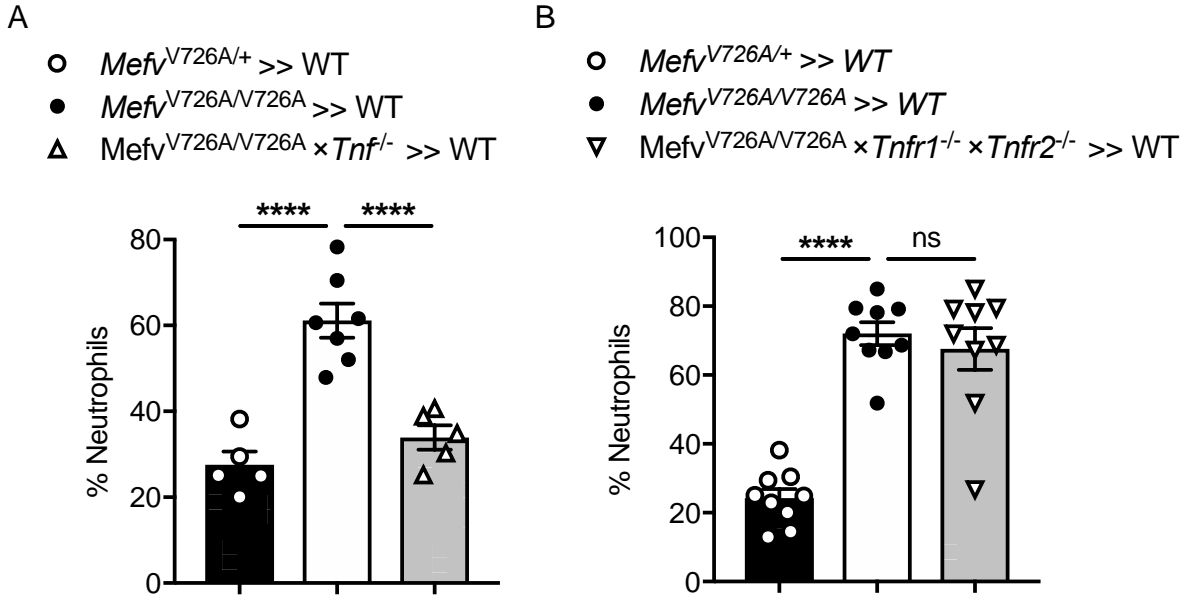 A
Mefv^V726A/+ >> WT
Mefv^V726A/V726A >> WT
Mefv^V726A/V726A ×Tnf^-/- >> WT
**** ****
80
60
40
20
0
% Neutrophils
B
Mefv^V726A/+ >> WT
Mefv^V726A/V726A >> WT
Mefv^V726A/V726A ×Tnfr1^-/- ×Tnfr2^-/- >> WT
**** ns
100
80
60
40
20
0
% Neutrophils